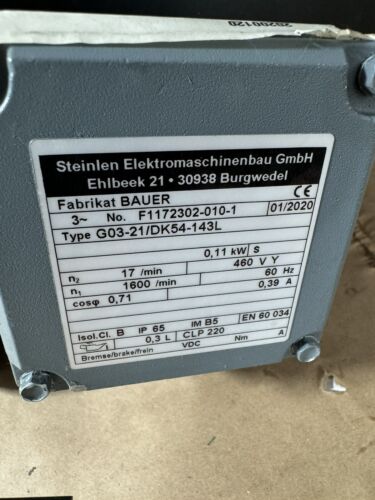 20200120
Steinlen Elektromaschinenbau GmbH
Ehlbeek 21 • 30938 Burgwedel
Fabrikat BAUER CE
3~ No. F1172302-010-1 01/2020
Type G03-21/DK54-143L
0,11 kW S
460 V Y
n2 17 /min 60 Hz
n1 1600 /min 0,39 A
cosφ 0,71
Isol.Cl. B IP 65 IM B5 EN 60 034
0,3 L CLP 220
Bremse/brake/frein VDC Nm A